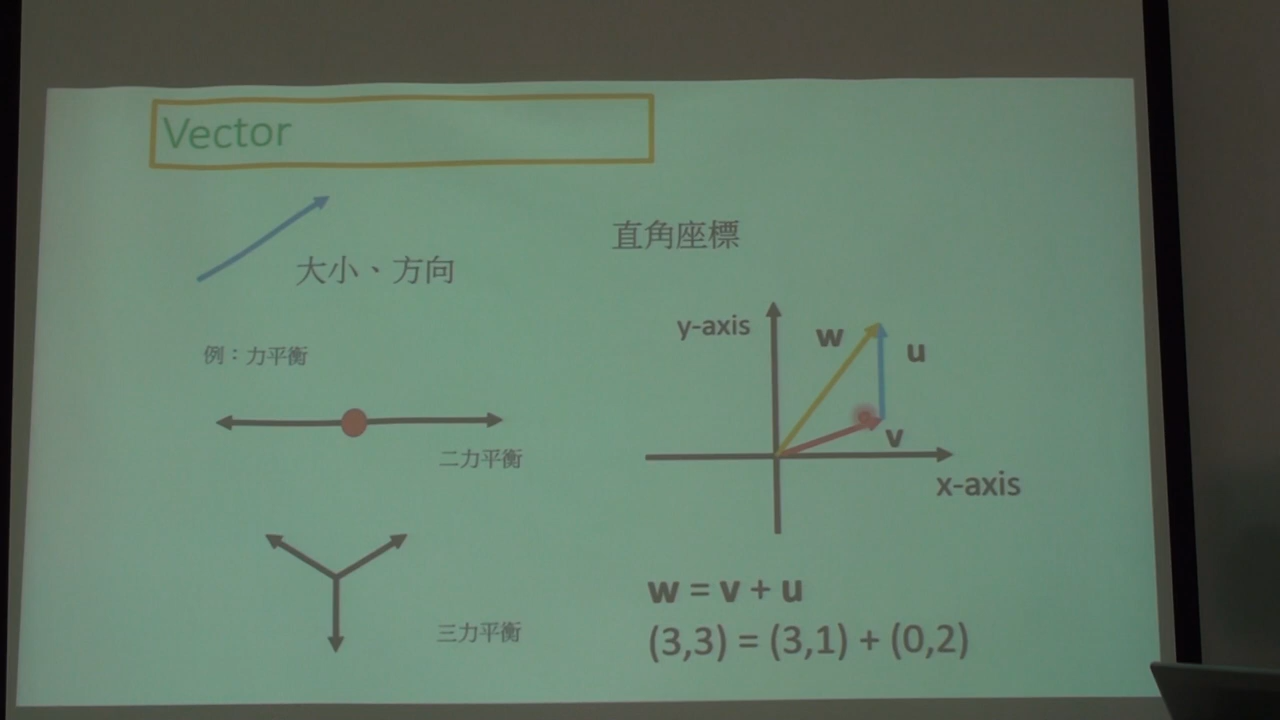 Vector
大小、方向
例：力平衡
二力平衡
三力平衡
直角座標
y-axis
w
u
v
x-axis
w = v + u
(3,3) = (3,1) + (0,2)